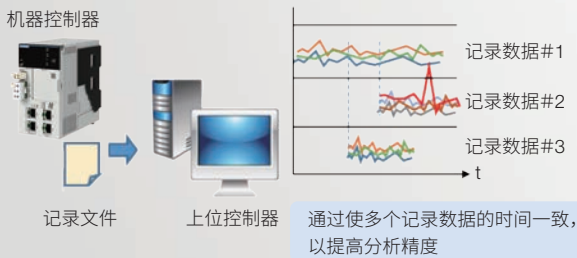 机器控制器
记录数据#1
记录数据#2
记录数据#3
t
记录文件
上位控制器
通过使多个记录数据的时间一致，
以提高分析精度